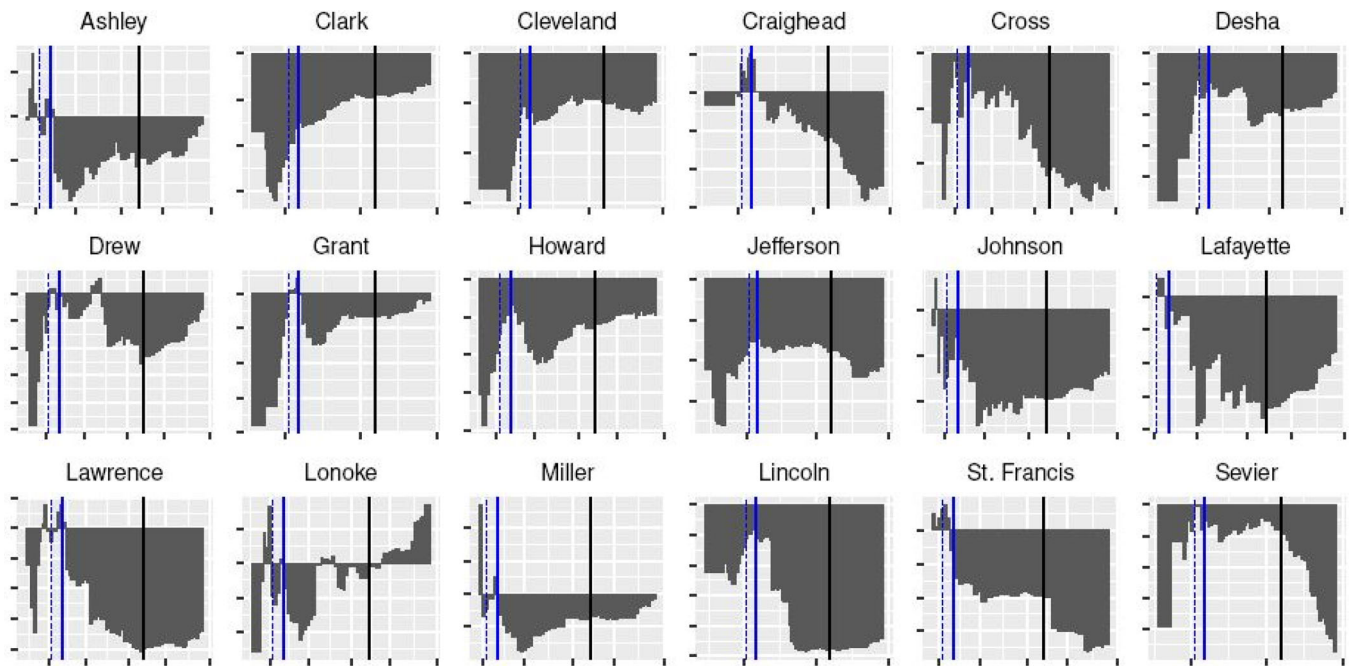 Ashley Clark Cleveland Craighead Cross Desha
Drew Grant Howard Jefferson Johnson Lafayette
Lawrence Lonoke Miller Lincoln St. Francis Sevier